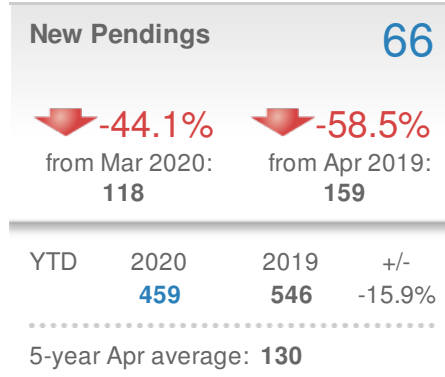 New Pendings 66
-44.1% -58.5%
from Mar 2020: from Apr 2019:
118 159
YTD 2020 2019 +/-
459 546 -15.9%
5-year Apr average: 130